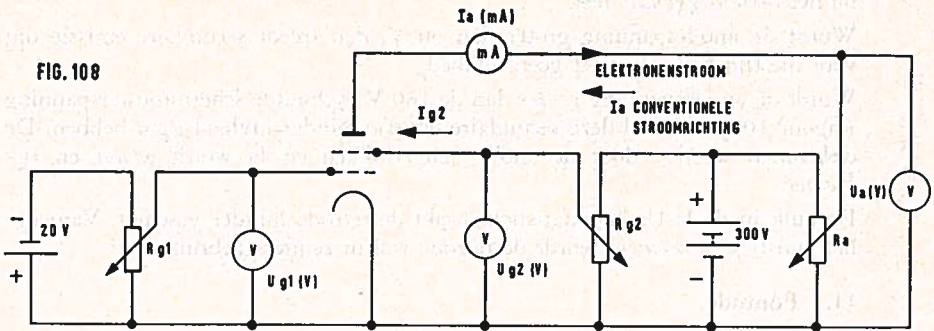 Ia (mA)
mA
FIG. 108
ELEKTRONENSTROOM
Ia CONVENTIONELE
STROOMRICHTING
Ig2
- 
20 V
+
Rg1
V
Ug1 (V)
V
Ug2 (V)
Rg2
+
300 V
-
Ra
Ua (V)
V